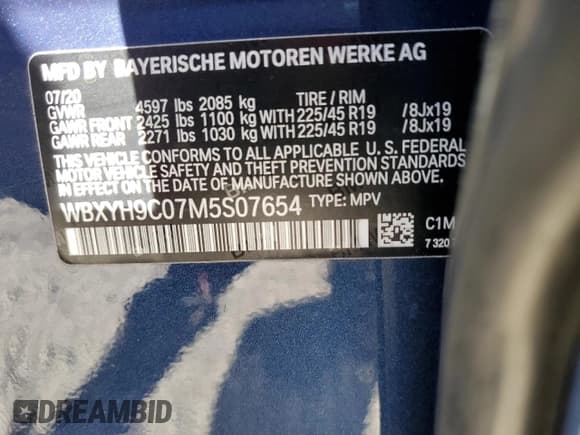 MFD BY BAYERISCHE MOTOREN WERKE AG
07/20 TIRE / RIM
GVWR 4597 lbs 2085 kg
GAWR FRONT 2425 lbs 1100 kg WITH 225/45 R19 /8Jx19
GAWR REAR 2271 lbs 1030 kg WITH 225/45 R19 /8Jx19
THIS VEHICLE CONFORMS TO ALL APPLICABLE U. S. FEDERAL
MOTOR VEHICLE SAFETY AND THEFT PREVENTION STANDARDS
IN EFFECT ON THE DATE OF MANUFACTURE SHOWN ABOVE.
WBXYH9C07M5S07654 TYPE: MPV
C1M
7 320
DREAMBID